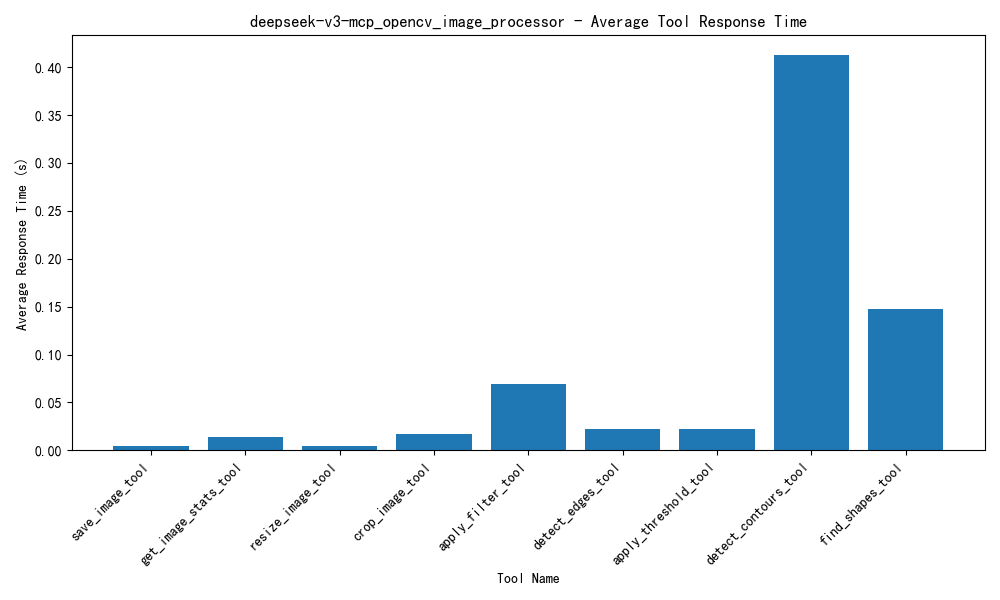 deepseek-v3-mcp_opencv_image_processor - Average Tool Response Time
Average Response Time (s)
0.40
0.35
0.30
0.25
0.20
0.15
0.10
0.05
0.00
save_image_tool
get_image_stats_tool
resize_image_tool
crop_image_tool
apply_filter_tool
detect_edges_tool
apply_threshold_tool
detect_contours_tool
find_shapes_tool
Tool Name